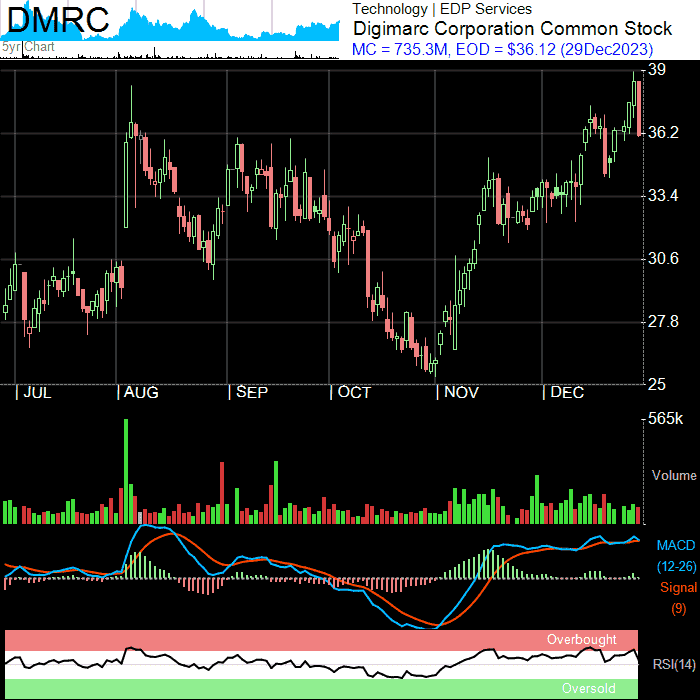 DMRC
5yr Chart
Technology | EDP Services
Digimarc Corporation Common Stock
MC = 735.3M, EOD = $36.12 (29Dec2023)
39
36.2
33.4
30.6
27.8
25
JUL AUG SEP OCT NOV DEC
565k
Volume
MACD
(12-26)
Signal
(9)
Overbought
RSI(14)
Oversold